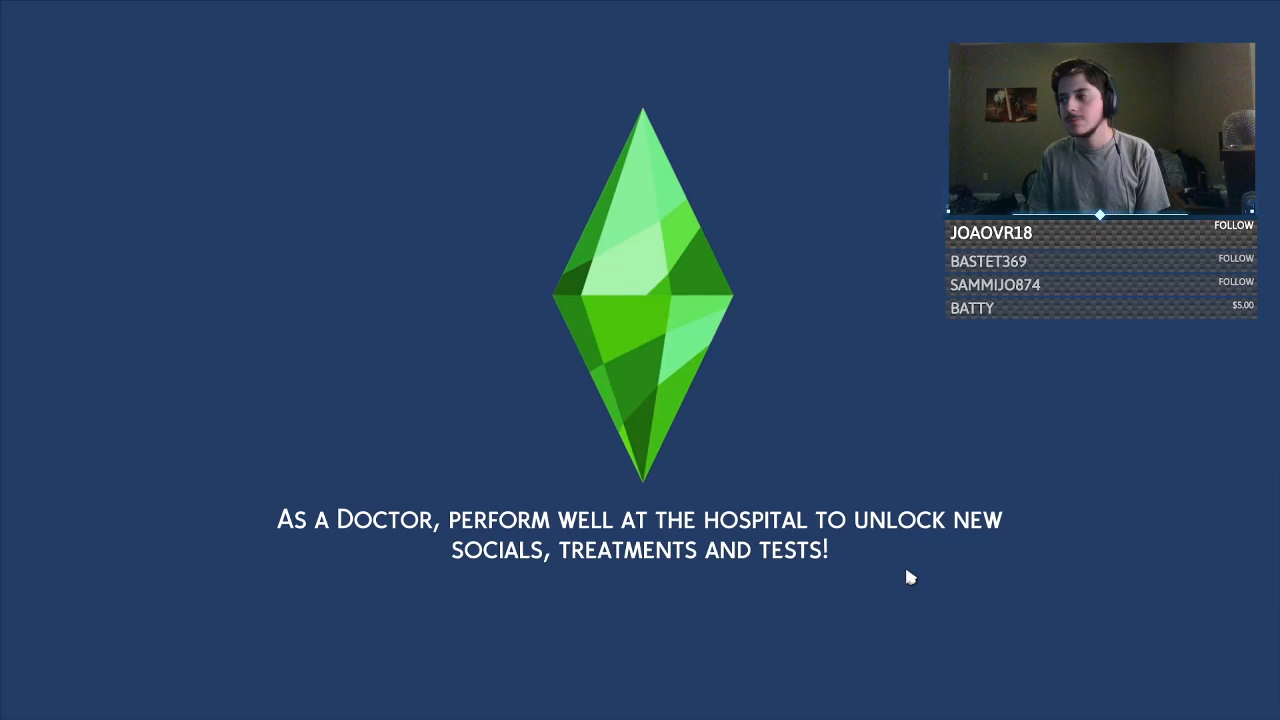 JOAOVR18 FOLLOW
BASTET369 FOLLOW
SAMMIJO874 FOLLOW
BATTY $5.00
As a Doctor, perform well at the hospital to unlock new
socials, treatments and tests!